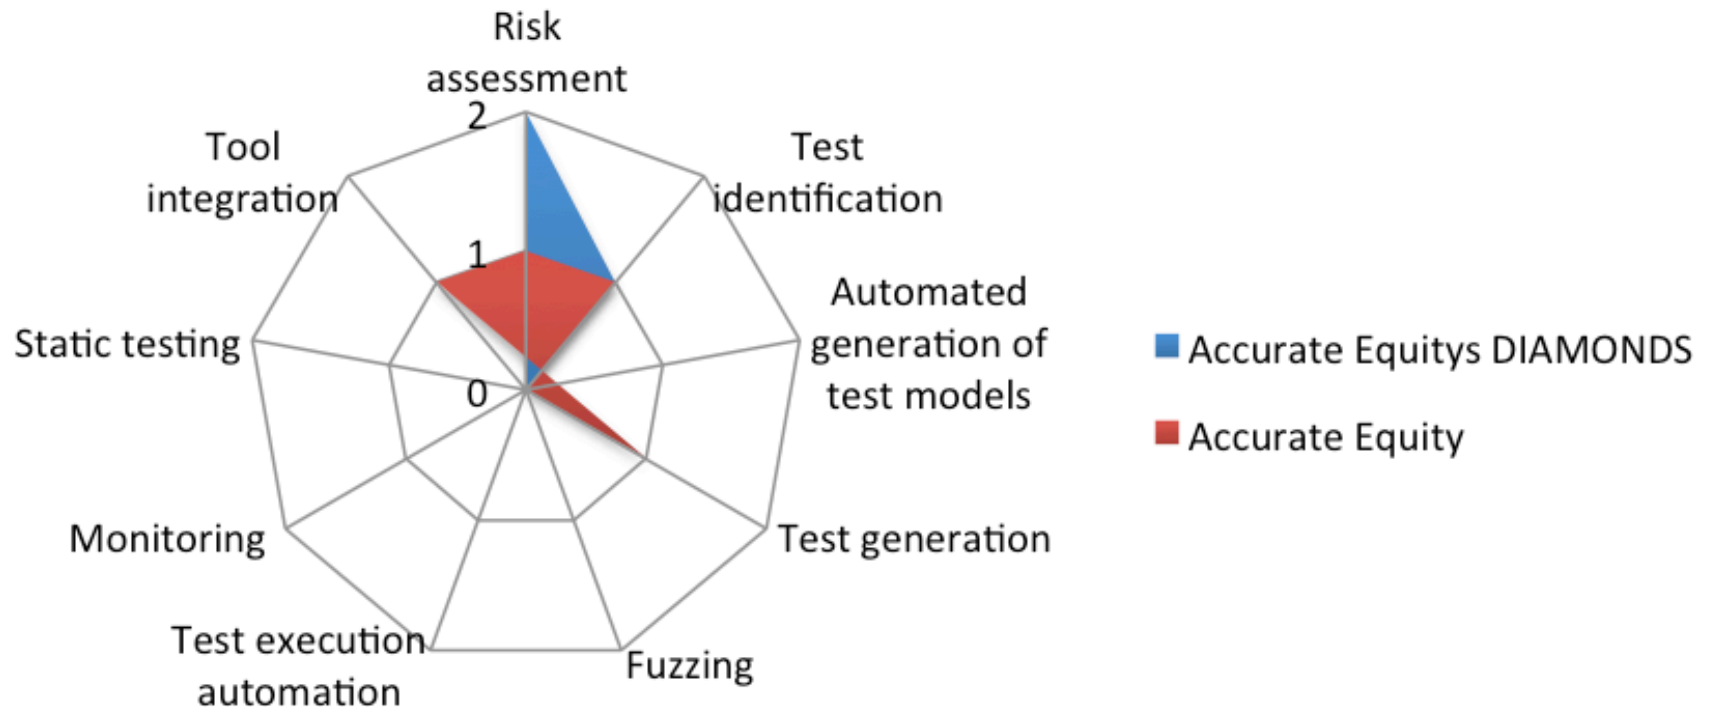 Risk
assessment
2
Tool
integration
Test
identification
1
Automated
generation of
test models
Static testing
0
Accurate Equitys DIAMONDS
Accurate Equity
Monitoring
Test generation
Test execution
automation
Fuzzing